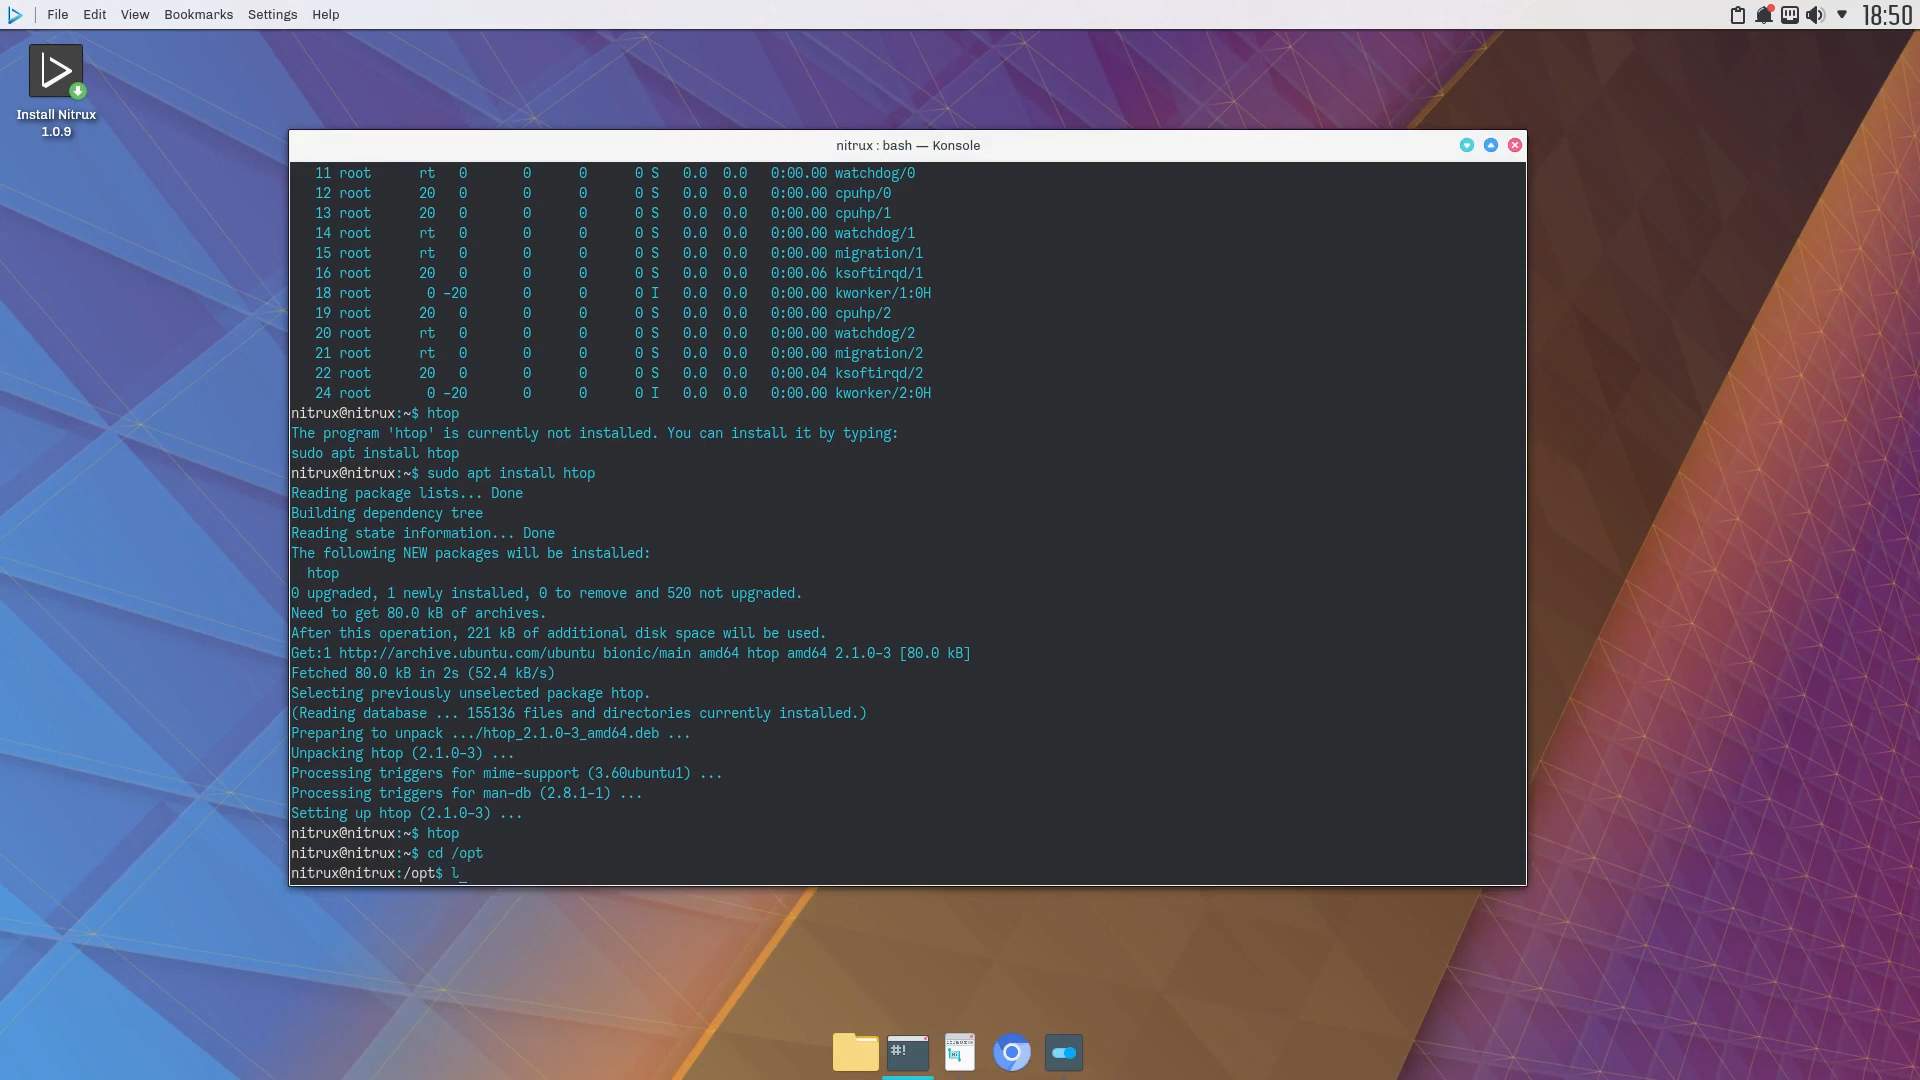 File Edit View Bookmarks Settings Help 18:50
Install Nitrux
1.0.9
nitrux : bash — Konsole
11 root rt 0 0 0 0 S 0.0 0.0 0:00.00 watchdog/0
12 root 20 0 0 0 0 S 0.0 0.0 0:00.00 cpuhp/0
13 root 20 0 0 0 0 S 0.0 0.0 0:00.00 cpuhp/1
14 root rt 0 0 0 0 S 0.0 0.0 0:00.00 watchdog/1
15 root rt 0 0 0 0 S 0.0 0.0 0:00.00 migration/1
16 root 20 0 0 0 0 S 0.0 0.0 0:00.06 ksoftirqd/1
18 root 0 -20 0 0 0 I 0.0 0.0 0:00.00 kworker/1:0H
19 root 20 0 0 0 0 S 0.0 0.0 0:00.00 cpuhp/2
20 root rt 0 0 0 0 S 0.0 0.0 0:00.00 watchdog/2
21 root rt 0 0 0 0 S 0.0 0.0 0:00.00 migration/2
22 root 20 0 0 0 0 S 0.0 0.0 0:00.04 ksoftirqd/2
24 root 0 -20 0 0 0 I 0.0 0.0 0:00.00 kworker/2:0H
nitrux@nitrux:~$ htop
The program 'htop' is currently not installed. You can install it by typing:
sudo apt install htop
nitrux@nitrux:~$ sudo apt install htop
Reading package lists... Done
Building dependency tree
Reading state information... Done
The following NEW packages will be installed:
htop
0 upgraded, 1 newly installed, 0 to remove and 520 not upgraded.
Need to get 80.0 kB of archives.
After this operation, 221 kB of additional disk space will be used.
Get:1 http://archive.ubuntu.com/ubuntu bionic/main amd64 htop amd64 2.1.0-3 [80.0 kB]
Fetched 80.0 kB in 2s (52.4 kB/s)
Selecting previously unselected package htop.
(Reading database ... 155136 files and directories currently installed.)
Preparing to unpack .../htop_2.1.0-3_amd64.deb ...
Unpacking htop (2.1.0-3) ...
Processing triggers for mime-support (3.60ubuntu1) ...
Processing triggers for man-db (2.8.1-1) ...
Setting up htop (2.1.0-3) ...
nitrux@nitrux:~$ htop
nitrux@nitrux:~$ cd /opt
nitrux@nitrux:/opt$ l_
#!